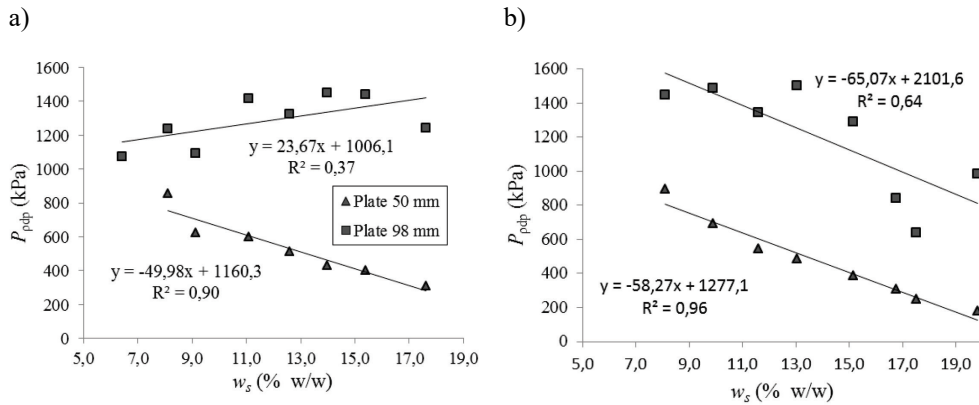 a)
1600
1400
1200
1000
800
600
400
200
0
P_ρdp (kPa)
y = 23,67x + 1006,1
R² = 0,37
Plate 50 mm
Plate 98 mm
y = -49,98x + 1160,3
R² = 0,90
5,0 7,0 9,0 11,0 13,0 15,0 17,0 19,0
w_s (% w/w)
b)
1600
1400
1200
1000
800
600
400
200
0
P_ρdp (kPa)
y = -65,07x + 2101,6
R² = 0,64
y = -58,27x + 1277,1
R² = 0,96
5,0 7,0 9,0 11,0 13,0 15,0 17,0 19,0
w_s (% w/w)